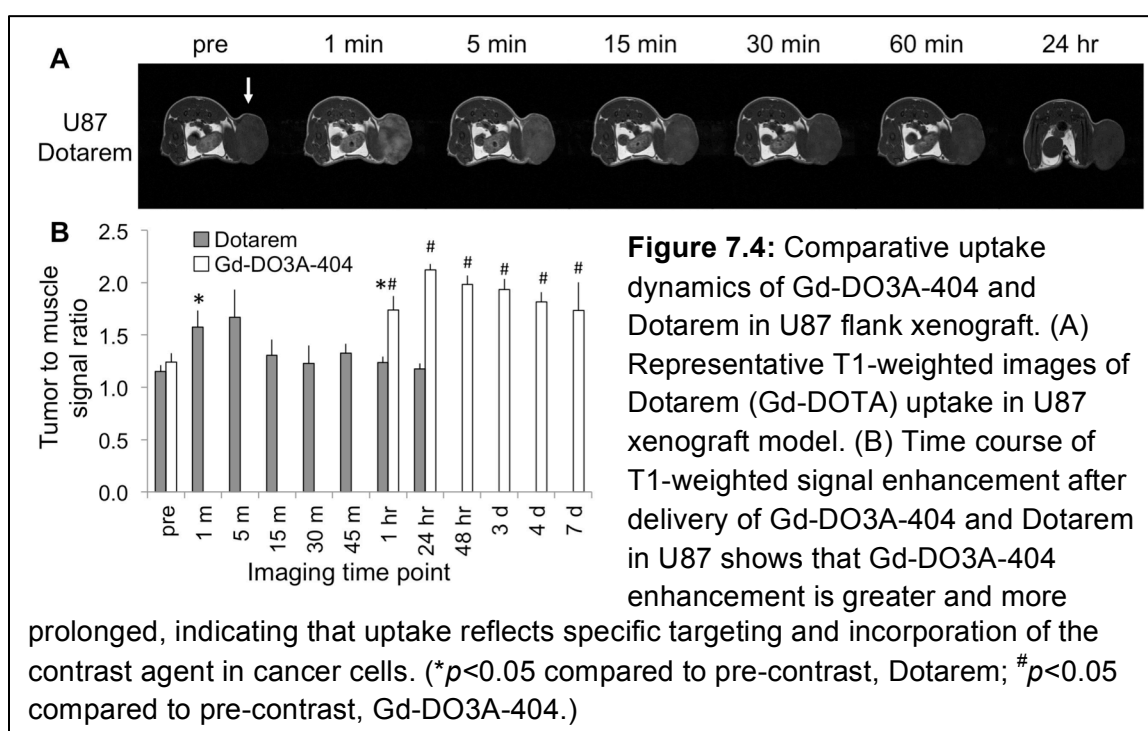 pre 1 min 5 min 15 min 30 min 60 min 24 hr
A
U87
Dotarem
B
2.5
2.0
1.5
1.0
0.5
0.0
Tumor to muscle
signal ratio
Dotarem
Gd-DO3A-404
*
*#
#
#
#
#
#
pre 1 m 5 m 15 m 30 m 45 m 1 hr 24 hr 48 hr 3 d 4 d 7 d
Imaging time point
Figure 7.4: Comparative uptake
dynamics of Gd-DO3A-404 and
Dotarem in U87 flank xenograft. (A)
Representative T1-weighted images of
Dotarem (Gd-DOTA) uptake in U87
xenograft model. (B) Time course of
T1-weighted signal enhancement after
delivery of Gd-DO3A-404 and Dotarem
in U87 shows that Gd-DO3A-404
enhancement is greater and more
prolonged, indicating that uptake reflects specific targeting and incorporation of the
contrast agent in cancer cells. (*p<0.05 compared to pre-contrast, Dotarem; #p<0.05
compared to pre-contrast, Gd-DO3A-404.)